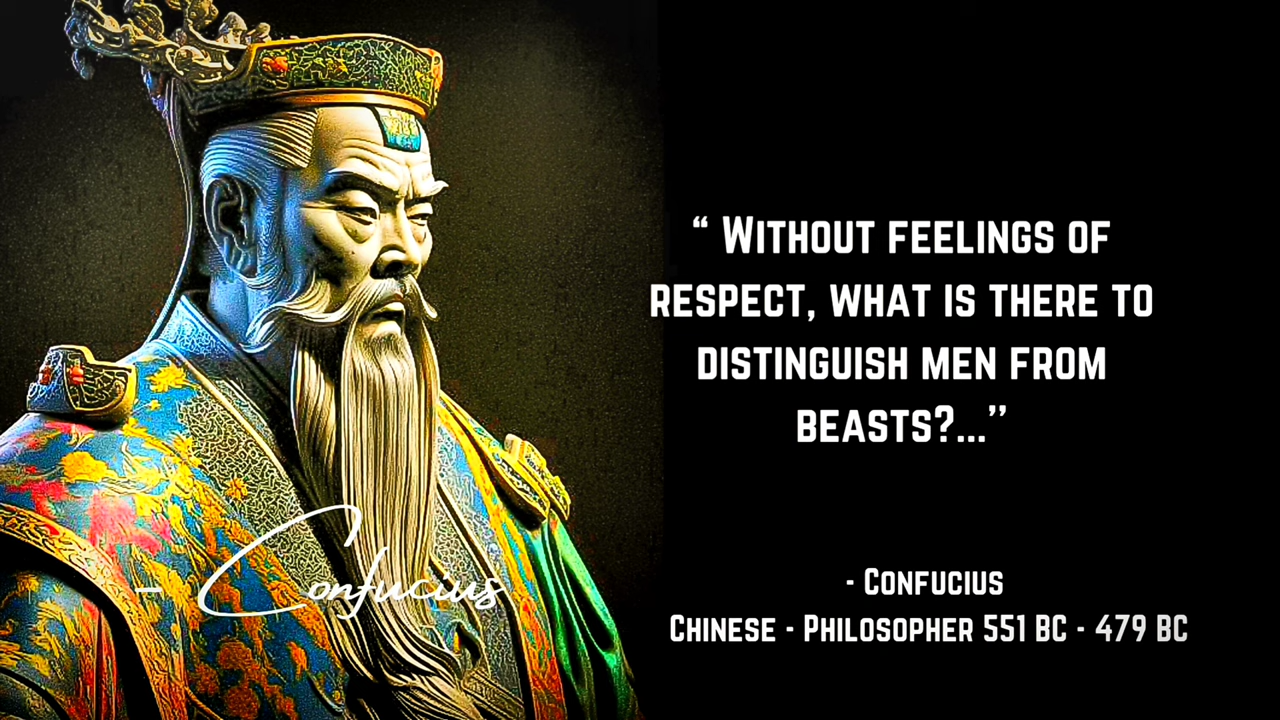 “ Without feelings of
respect, what is there to
distinguish men from
beasts?...’’
- Confucius
- Confucius
Chinese - Philosopher 551 BC - 479 BC